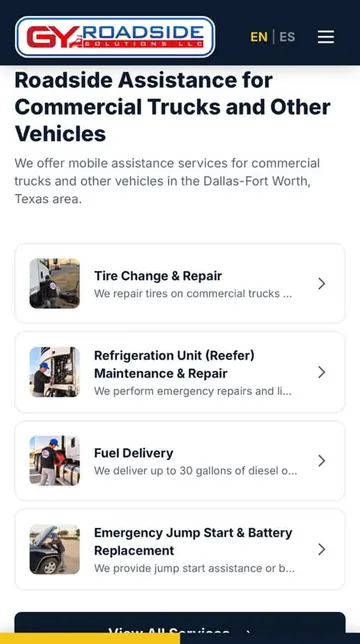 GY ROADSIDE
SOLUTIONS LLC
EN | ES
Roadside Assistance for
Commercial Trucks and Other
Vehicles
We offer mobile assistance services for commercial
trucks and other vehicles in the Dallas-Fort Worth,
Texas area.
Tire Change & Repair
We repair tires on commercial trucks ...
Refrigeration Unit (Reefer)
Maintenance & Repair
We perform emergency repairs and li...
Fuel Delivery
We deliver up to 30 gallons of diesel o...
Emergency Jump Start & Battery
Replacement
We provide jump start assistance or b...
View All Services